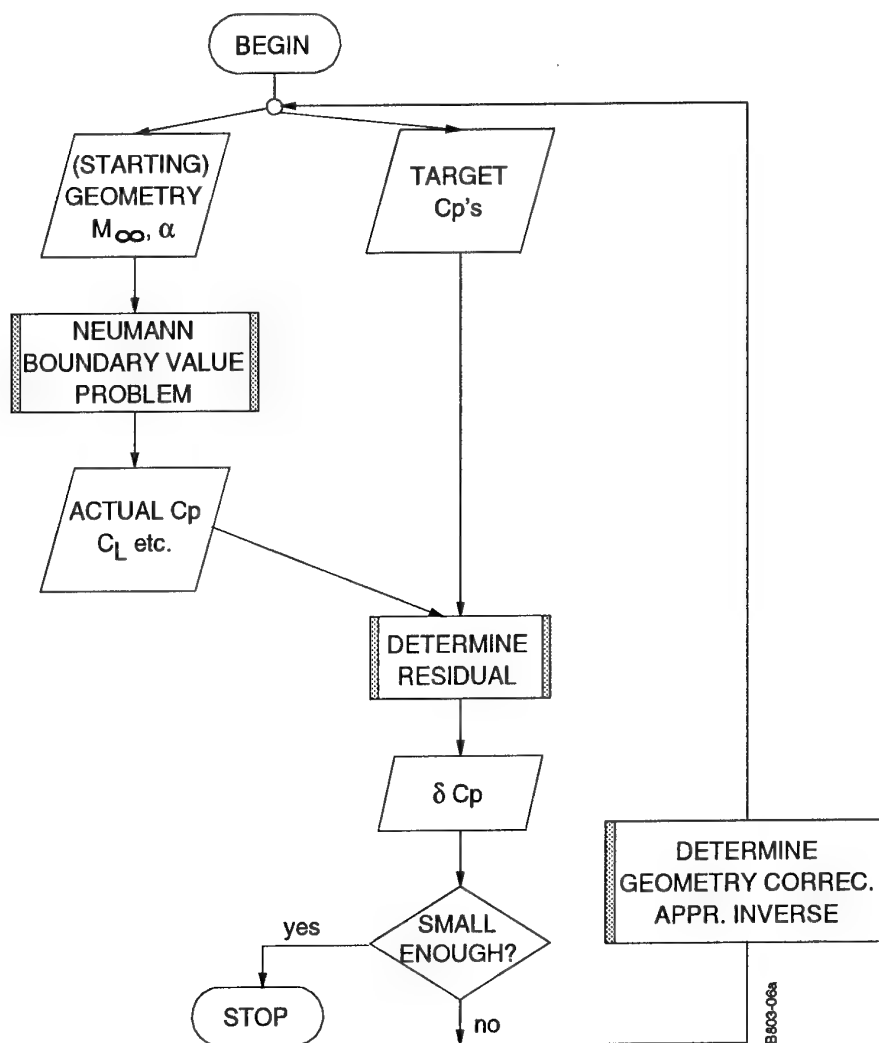 BEGIN
(STARTING)
GEOMETRY
M∞, α
TARGET
Cp's
NEUMANN
BOUNDARY VALUE
PROBLEM
ACTUAL Cp
CL etc.
DETERMINE
RESIDUAL
δ Cp
DETERMINE
GEOMETRY CORREC.
APPR. INVERSE
SMALL
ENOUGH?
yes
STOP
no
B803-06a